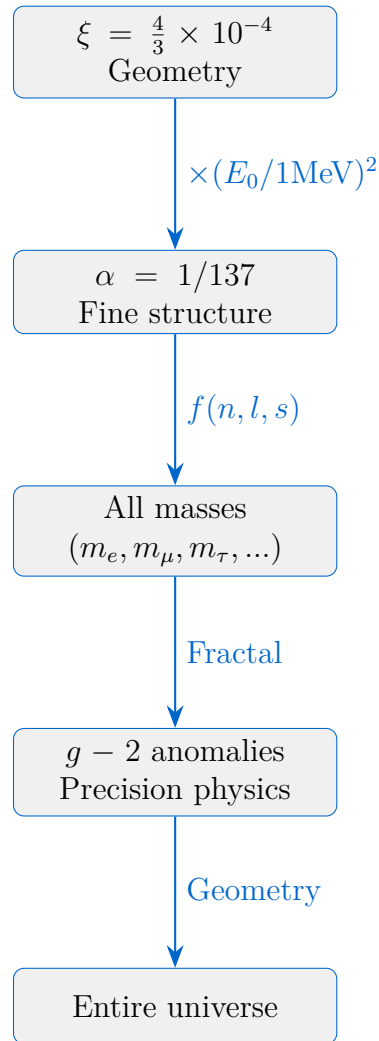 ξ = 4/3 × 10⁻⁴
Geometry
×(E₀/1MeV)²
α = 1/137
Fine structure
f(n, l, s)
All masses
(mₑ, m_μ, m_τ, ...)
Fractal
g − 2 anomalies
Precision physics
Geometry
Entire universe